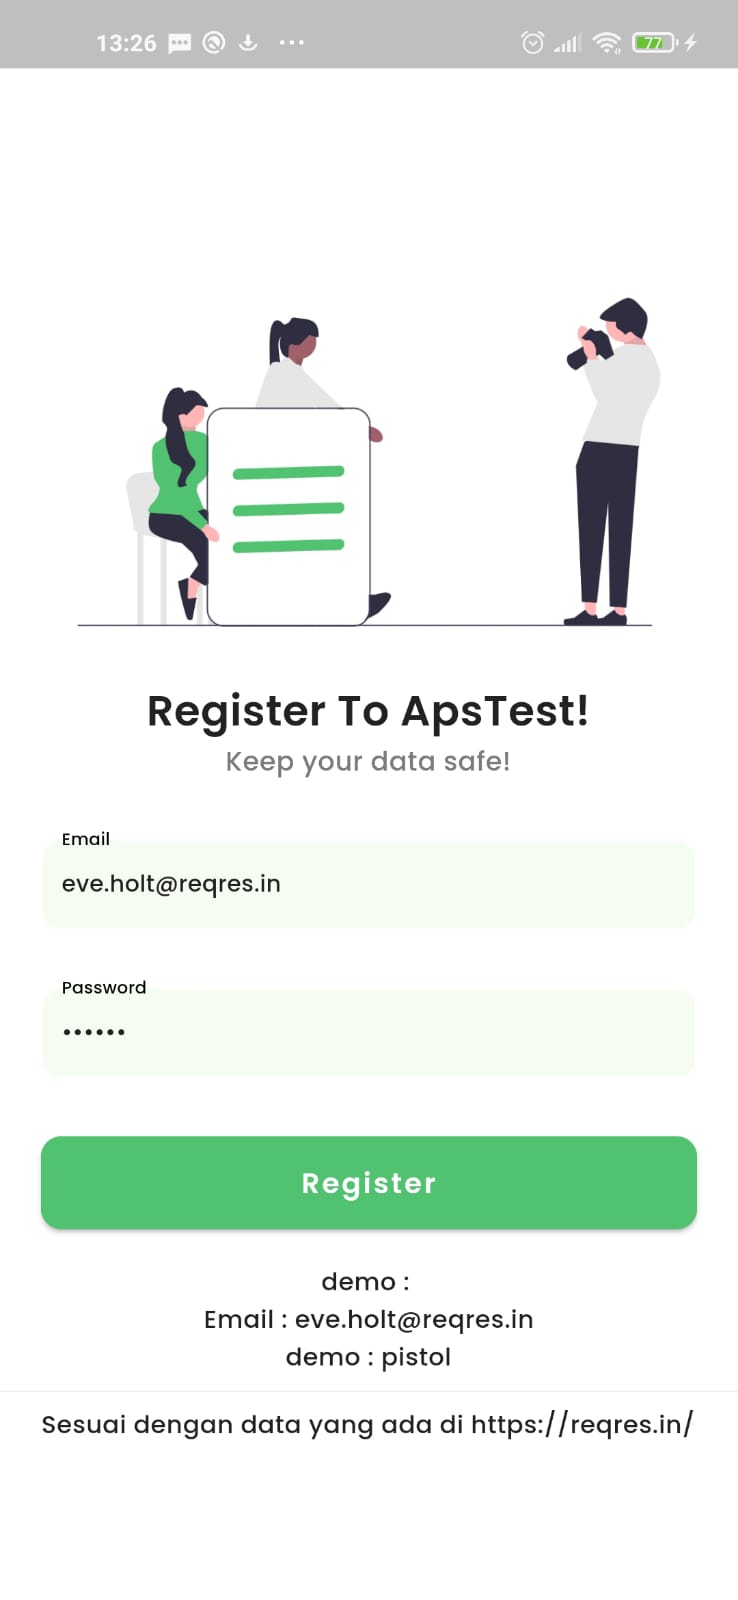 13:26
77
Register To ApsTest!
Keep your data safe!
Email
eve.holt@reqres.in
Password
••••••
Register
demo :
Email : eve.holt@reqres.in
demo : pistol
Sesuai dengan data yang ada di https://reqres.in/